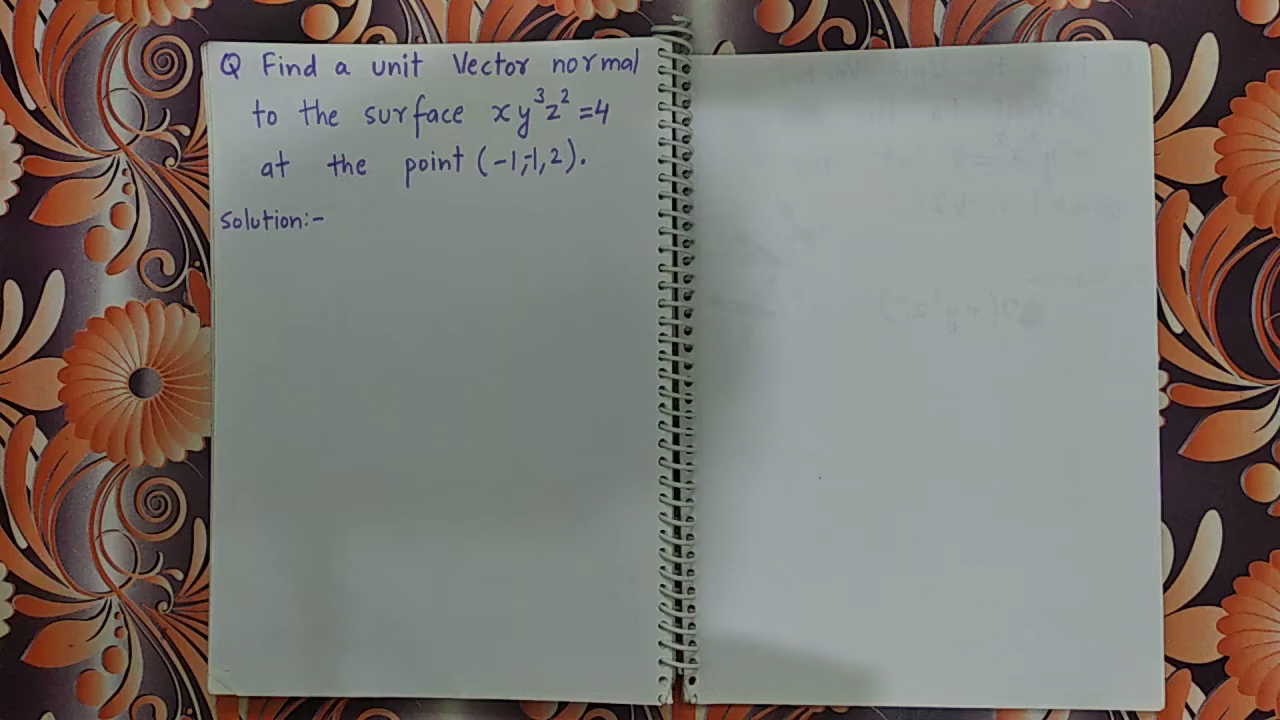 Q Find a unit Vector normal
to the surface xy³z² =4
at the point (-1,-1,2).
Solution:-